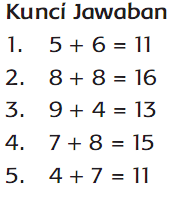 Kunci Jawaban
1. 5 + 6 = 11
2. 8 + 8 = 16
3. 9 + 4 = 13
4. 7 + 8 = 15
5. 4 + 7 = 11